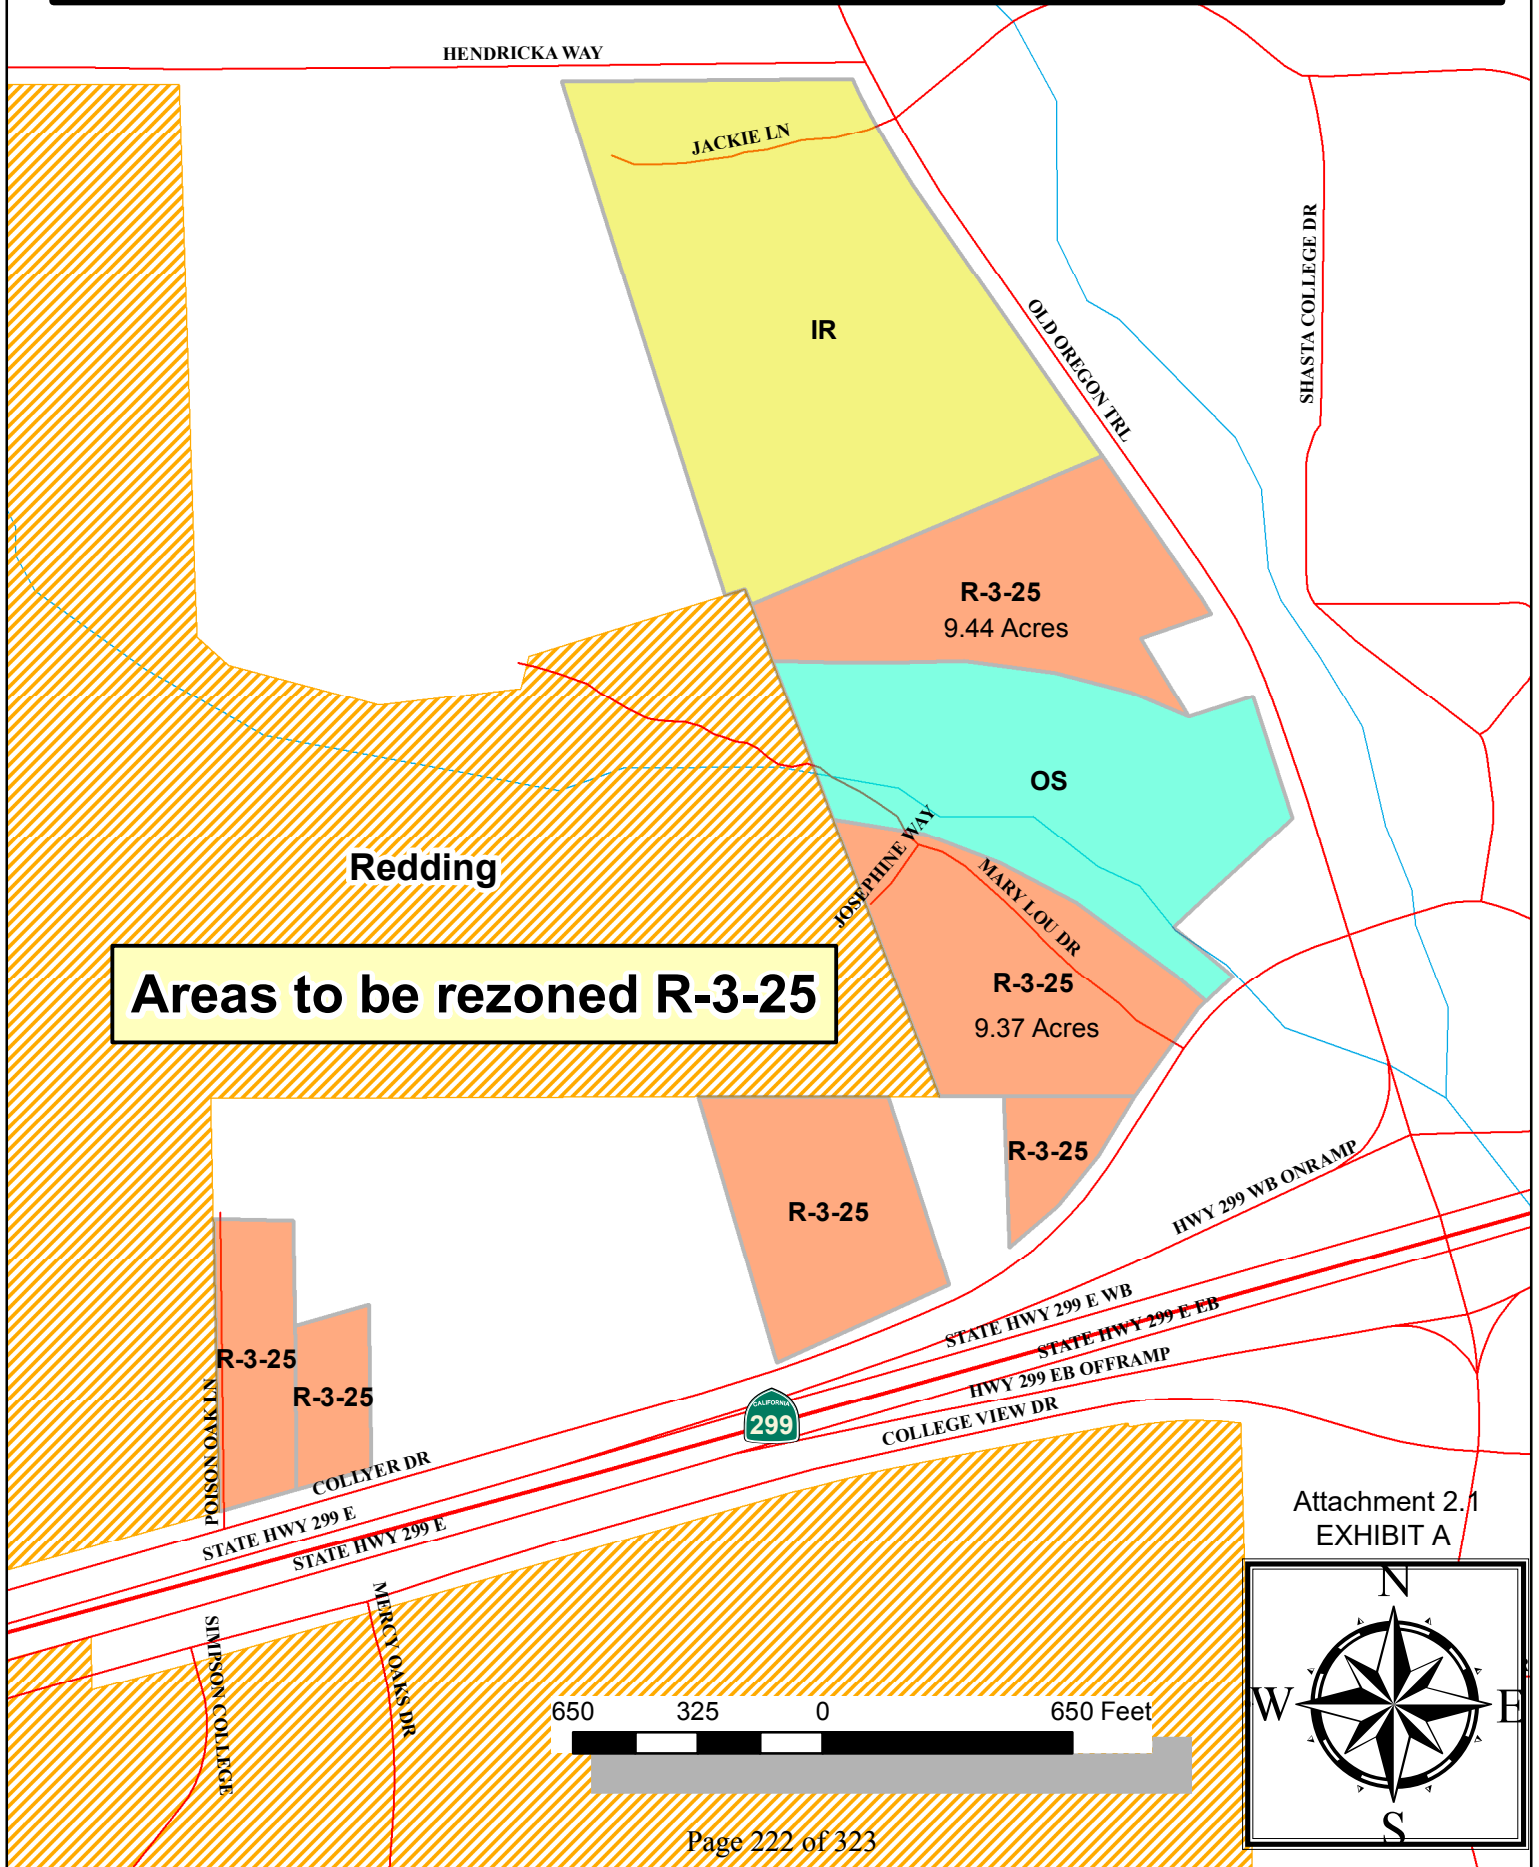 HENDRICKA WAY
JACKIE LN
SHASTA COLLEGE DR
IR
OLD OREGON TRL
R-3-25
9.44 Acres
OS
JOSEPHINE WAY
MARY LOU DR
Redding
R-3-25
9.37 Acres
Areas to be rezoned R-3-25
R-3-25
R-3-25
HWY 299 WB ONRAMP
STATE HWY 299 E WB
STATE HWY 299 E EB
R-3-25
R-3-25
HWY 299 EB OFFRAMP
CALIFORNIA
299
COLLEGE VIEW DR
POISON OAK LN
COLLYER DR
STATE HWY 299 E
STATE HWY 299 E
Attachment 2.1
EXHIBIT A
MERCY OAKS DR
SIMPSON COLLEGE
N
W
E
S
650 325 0 650 Feet
Page 222 of 323